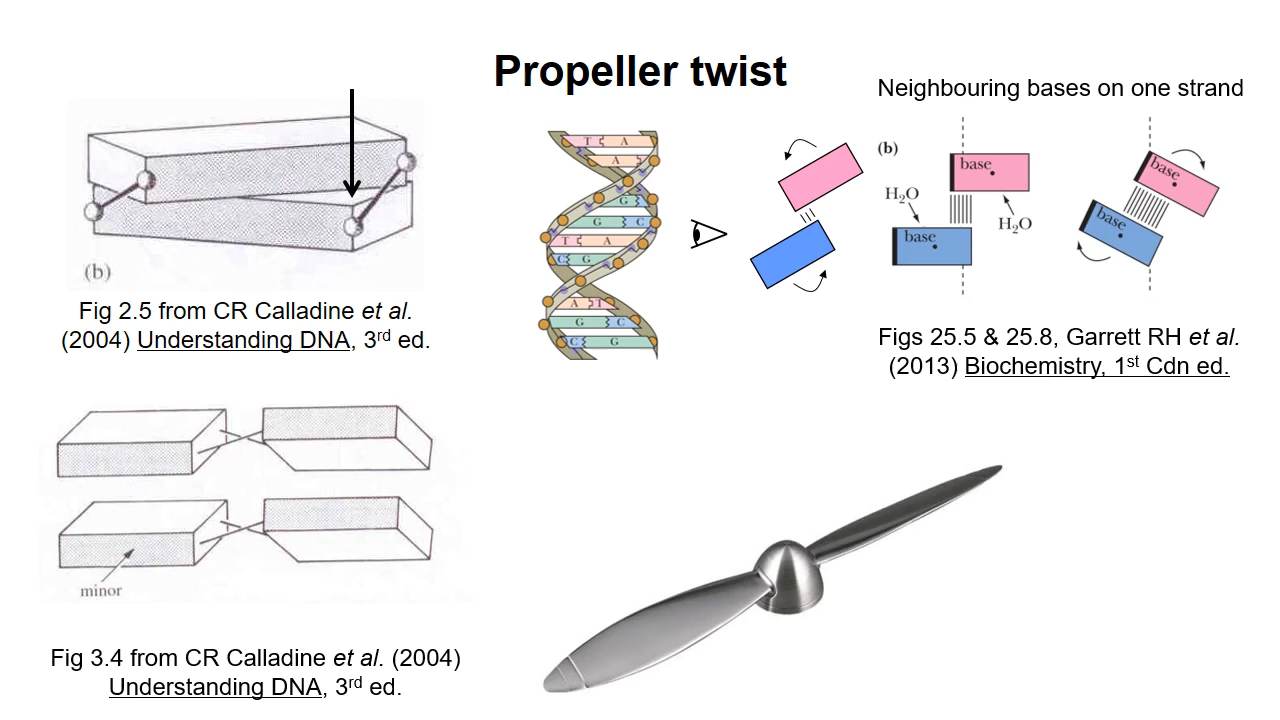 Propeller twist
(b)
Fig 2.5 from CR Calladine et al.
(2004) Understanding DNA, 3rd ed.
T A
A
G
G C
T A
C G
A T
G C
C G
Neighbouring bases on one strand
(b)
base
H2O
H2O
base
base
base
Figs 25.5 & 25.8, Garrett RH et al.
(2013) Biochemistry, 1st Cdn ed.
minor
Fig 3.4 from CR Calladine et al. (2004)
Understanding DNA, 3rd ed.